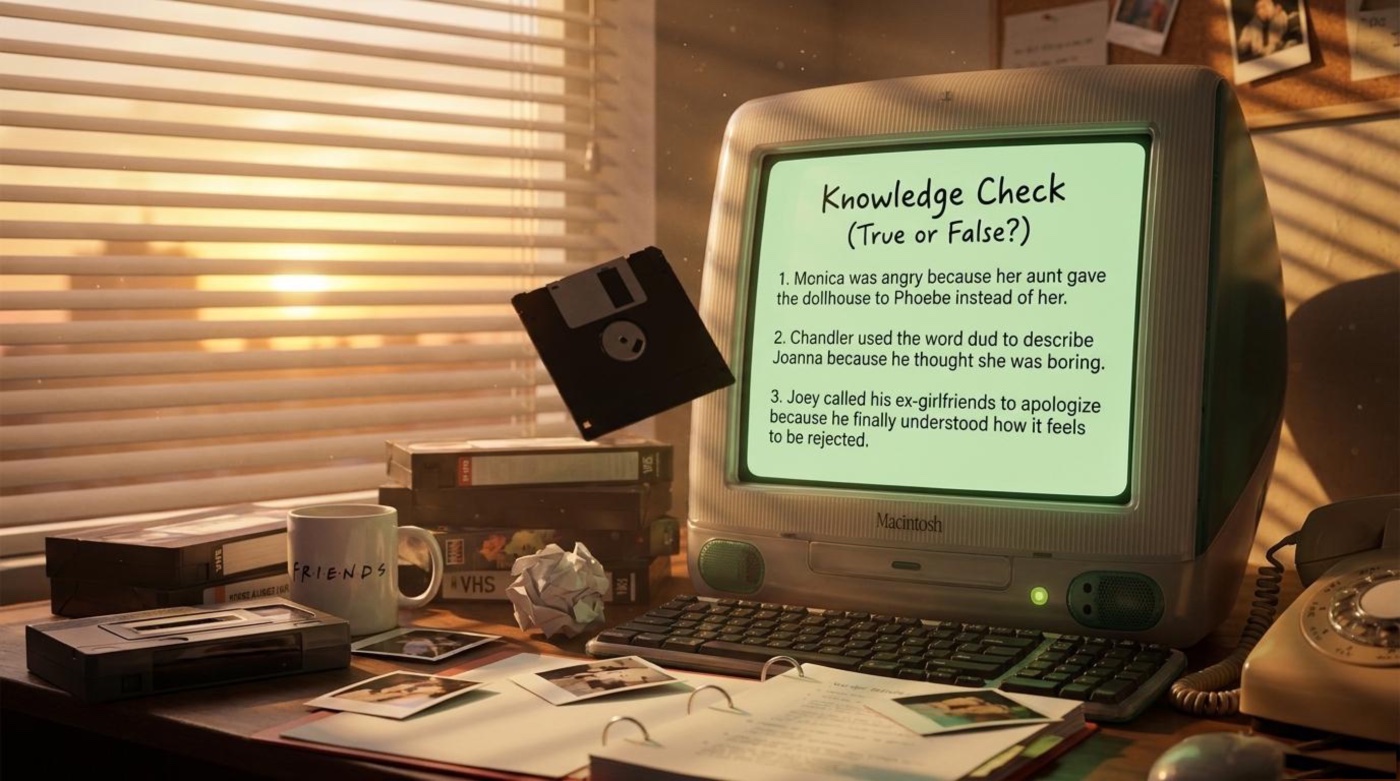 Knowledge Check
(True or False?)
1. Monica was angry because her aunt gave
the dollhouse to Phoebe instead of her.
2. Chandler used the word dud to describe
Joanna because he thought she was boring.
3. Joey called his ex-girlfriends to apologize
because he finally understood how it feels
to be rejected.
Macintosh
F·R·I·E·N·D·S
VHS